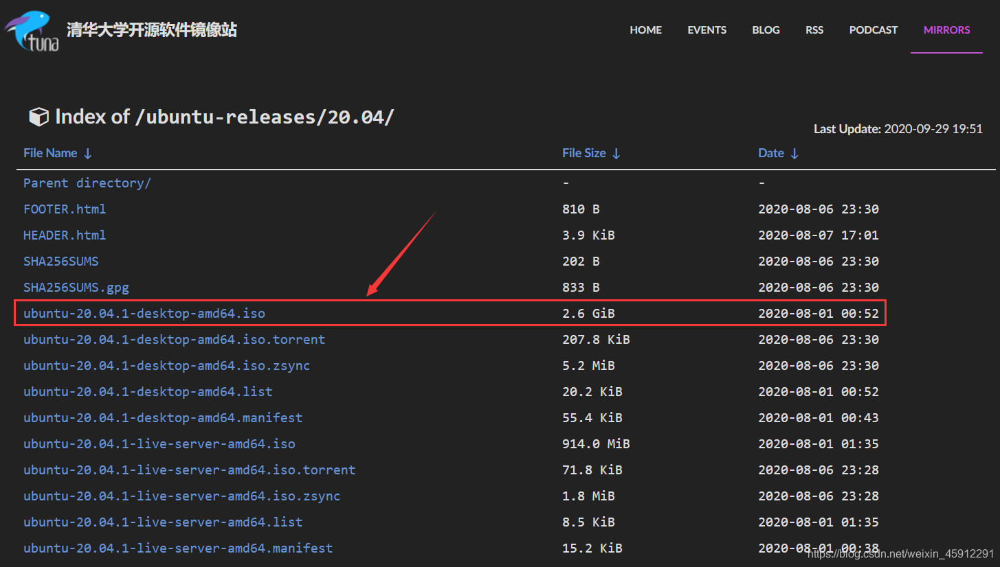 tuna
清华大学开源软件镜像站
HOME EVENTS BLOG RSS PODCAST MIRRORS
Index of /ubuntu-releases/20.04/
Last Update: 2020-09-29 19:51
File Name ↓ File Size ↓ Date ↓
Parent directory/ - -
FOOTER.html 810 B 2020-08-06 23:30
HEADER.html 3.9 KiB 2020-08-07 17:01
SHA256SUMS 202 B 2020-08-06 23:30
SHA256SUMS.gpg 833 B 2020-08-06 23:30
ubuntu-20.04.1-desktop-amd64.iso 2.6 GiB 2020-08-01 00:52
ubuntu-20.04.1-desktop-amd64.iso.torrent 207.8 KiB 2020-08-06 23:30
ubuntu-20.04.1-desktop-amd64.iso.zsync 5.2 MiB 2020-08-06 23:30
ubuntu-20.04.1-desktop-amd64.list 20.2 KiB 2020-08-01 00:52
ubuntu-20.04.1-desktop-amd64.manifest 55.4 KiB 2020-08-01 00:43
ubuntu-20.04.1-live-server-amd64.iso 914.0 MiB 2020-08-01 01:35
ubuntu-20.04.1-live-server-amd64.iso.torrent 71.8 KiB 2020-08-06 23:28
ubuntu-20.04.1-live-server-amd64.iso.zsync 1.8 MiB 2020-08-06 23:28
ubuntu-20.04.1-live-server-amd64.list 8.5 KiB 2020-08-01 01:35
ubuntu-20.04.1-live-server-amd64.manifest 15.2 KiB 2020-08-01 00:38
https://blog.csdn.net/weixin_45912291